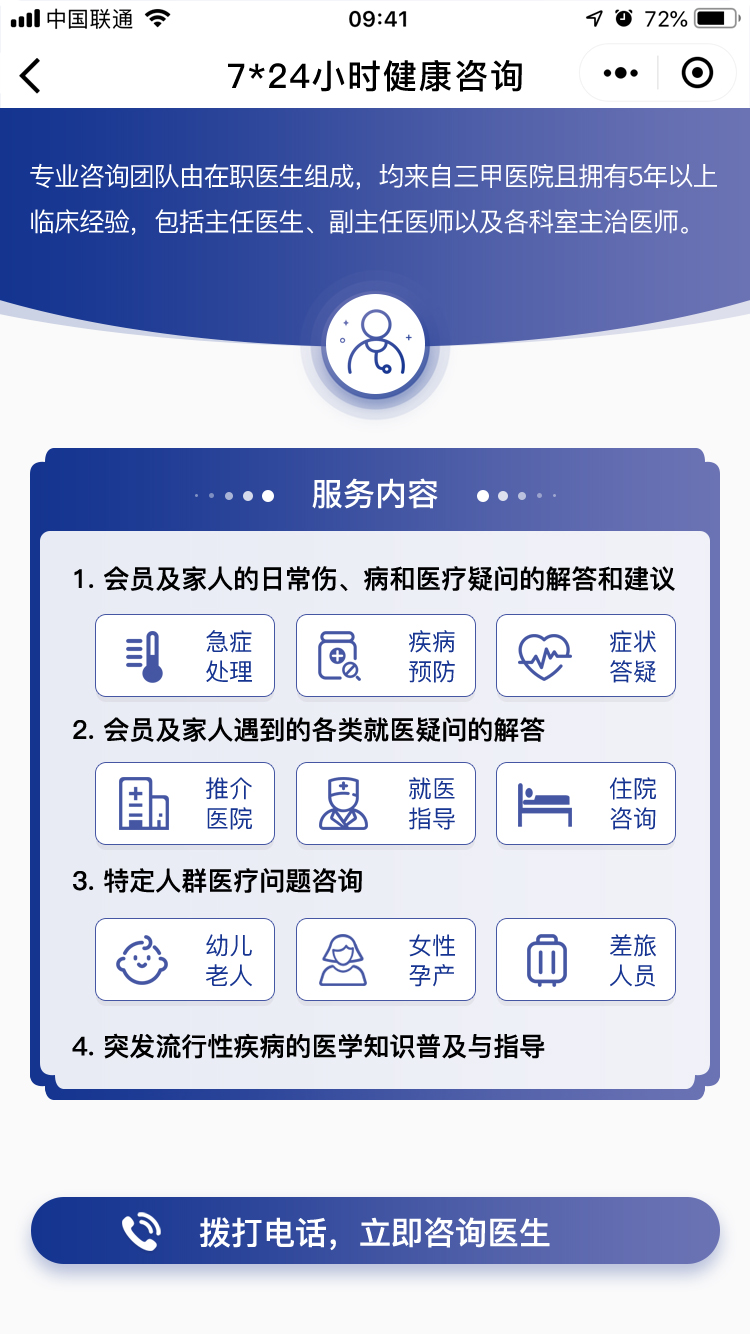 中国联通
09:41
72%
7*24小时健康咨询
专业咨询团队由在职医生组成，均来自三甲医院且拥有5年以上
临床经验，包括主任医生、副主任医师以及各科室主治医师。
服务内容
1. 会员及家人的日常伤、病和医疗疑问的解答和建议
急症
处理
疾病
预防
症状
答疑
2. 会员及家人遇到的各类就医疑问的解答
推介
医院
就医
指导
住院
咨询
3. 特定人群医疗问题咨询
幼儿
老人
女性
孕产
差旅
人员
4. 突发流行性疾病的医学知识普及与指导
拨打电话，立即咨询医生